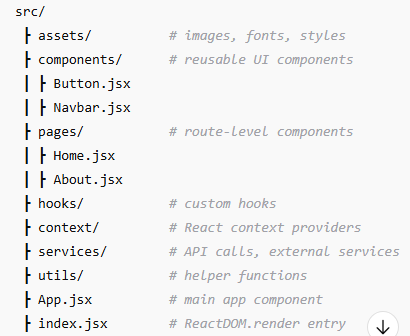 src/
├ assets/ # images, fonts, styles
├ components/ # reusable UI components
│ ├ Button.jsx
│ ├ Navbar.jsx
├ pages/ # route-level components
│ ├ Home.jsx
│ ├ About.jsx
├ hooks/ # custom hooks
├ context/ # React context providers
├ services/ # API calls, external services
├ utils/ # helper functions
├ App.jsx # main app component
├ index.jsx # ReactDOM.render entry